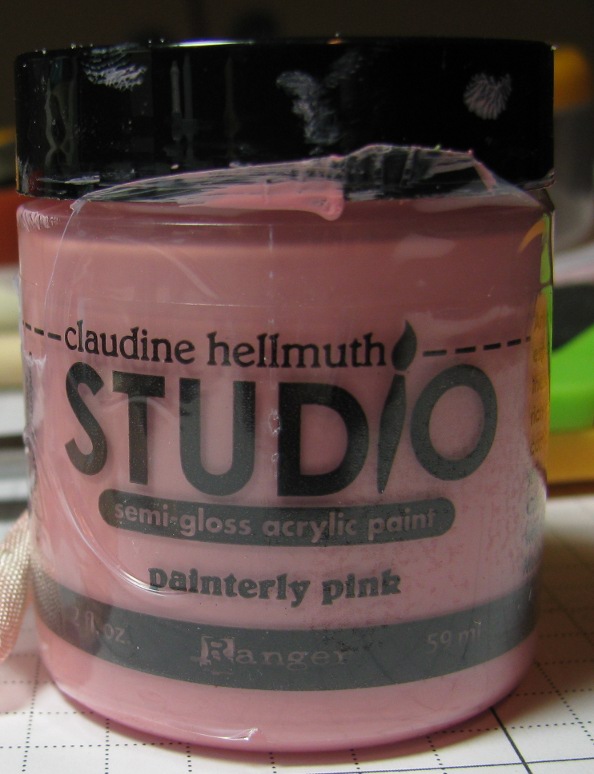 claudine hellmuth
STUDIO
semi-gloss acrylic paint
painterly pink
2 fl. oz. Ranger 59 ml